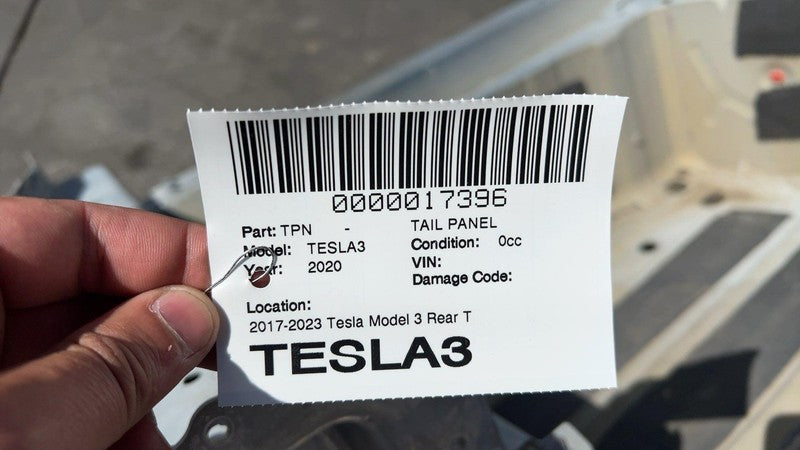 0000017396
Part: TPN - TAIL PANEL
Model: TESLA3 Condition: 0cc
Year: 2020 VIN:
Damage Code:
Location:
2017-2023 Tesla Model 3 Rear T
TESLA3